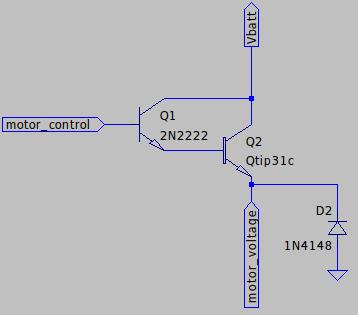 Vbatt
Q1
motor_control
2N2222
Q2
Qtip31c
D2
1N4148
motor_voltage